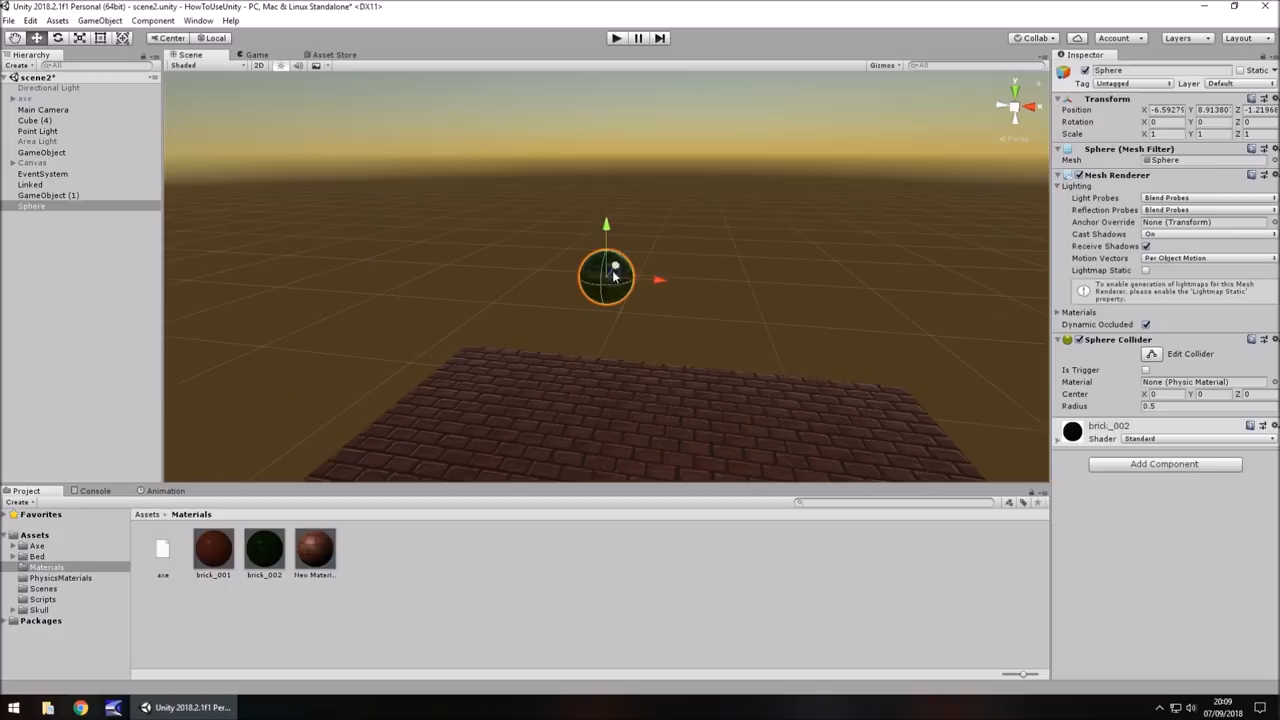 Unity 2018.2.1f1 Personal (64bit) - scene2.unity - HowToUseUnity - PC, Mac & Linux Standalone* <DX11>
File Edit Assets GameObject Component Window Help
Center Local Collab Account Layers Layout
Hierarchy Scene Game Asset Store Inspector
Create All Shaded 2D Gizmos All Sphere Static
scene2* Tag Untagged Layer Default
Directional Light
axe
Main Camera
Cube (4)
Point Light
Area Light
GameObject
Canvas
EventSystem
Linked
GameObject (1)
Sphere
y
x
Persp
Transform
Position X -6.5927 Y 8.91380 Z -1.2196
Rotation X 0 Y 0 Z 0
Scale X 1 Y 1 Z 1
Sphere (Mesh Filter)
Mesh Sphere
Mesh Renderer
Lighting
Light Probes Blend Probes
Reflection Probes Blend Probes
Anchor Override None (Transform)
Cast Shadows On
Receive Shadows
Motion Vectors Per Object Motion
Lightmap Static
To enable generation of lightmaps for this Mesh
Renderer, please enable the 'Lightmap Static'
property.
Materials
Dynamic Occluded
Sphere Collider
Edit Collider
Is Trigger
Material None (Physic Material)
Center X 0 Y 0 Z 0
Radius 0.5
brick_002
Shader Standard
Add Component
Project Console Animation
Create
Favorites
Assets
Axe
Bed
Materials
PhysicsMaterials
Scenes
Scripts
Skull
Packages
Assets Materials
axe brick_001 brick_002 New Materi...
Unity 2018.2.1f1 Per...
20:09
07/09/2018